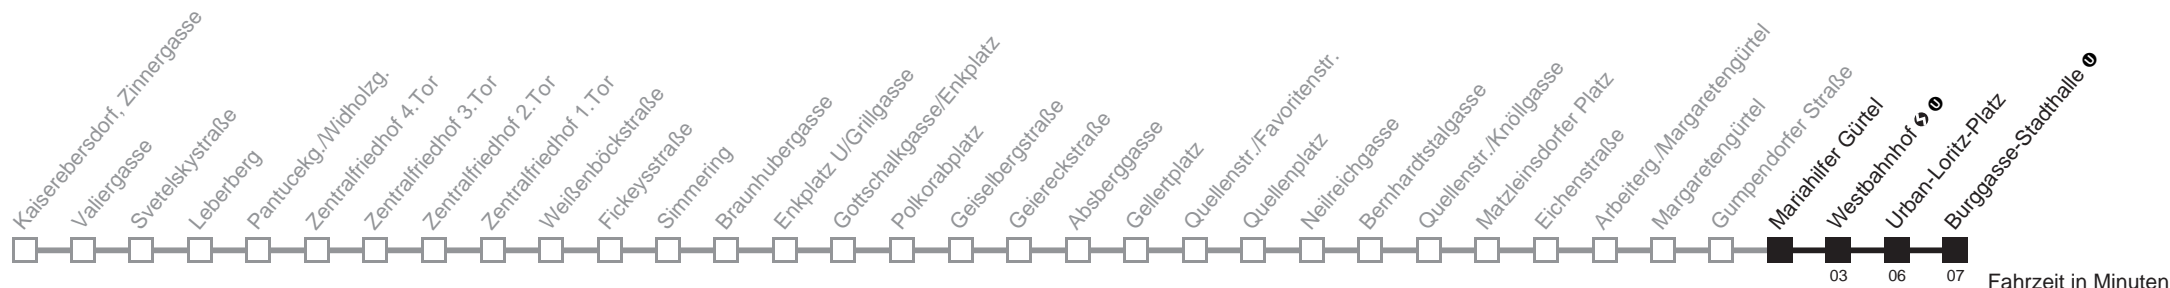 Kaiserebersdorf, Zinnergasse
Valiergasse
Svetelskystraße
Leberberg
Pantucekg./Widholzg.
Zentralfriedhof 4.Tor
Zentralfriedhof 3.Tor
Zentralfriedhof 2.Tor
Zentralfriedhof 1.Tor
Weißenböckstraße
Fickeysstraße
Simmering
Braunhubergasse
Enkplatz U/Grillgasse
Gottschalkgasse/Enkplatz
Polkorabplatz
Geiselbergstraße
Geiereckstraße
Absberggasse
Gellertplatz
Quellenstr./Favoritenstr.
Quellenplatz
Neilreichgasse
Bernhardtstalgasse
Quellenstr./Knöllgasse
Matzleinsdorfer Platz
Eichenstraße
Arbeiterg./Margaretengürtel
Margaretengürtel
Gumpendorfer Straße
Mariahilfer Gürtel
Westbahnhof S U
Urban-Loritz-Platz
Burggasse-Stadthalle U
03 06 07 Fahrzeit in Minuten